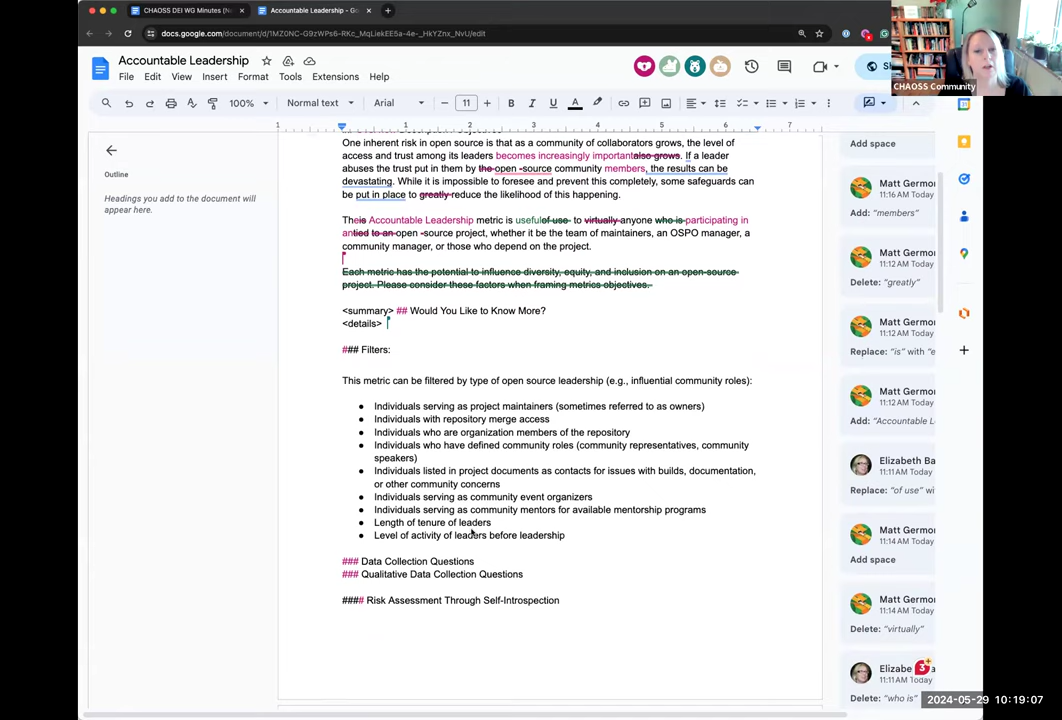 CHAOSS DEI WG Minutes (N
Accountable Leadership - Go
docs.google.com/document/d/1MZ0NC-G9zWPs6-RKc_MqLiekEE5a-4e-_HkYZnx_NvU/edit
Accountable Leadership
File Edit View Insert Format Tools Extensions Help
Sh
CHAOSS Community
100% Normal text Arial 11
1 1 2 3 4 5 6 7
Outline
Headings you add to the document will
appear here.
One inherent risk in open source is that as a community of collaborators grows, the level of
access and trust among its leaders becomes increasingly importantalso grows. If a leader
abuses the trust put in them by the open -source community members, the results can be
devastating. While it is impossible to foresee and prevent this completely, some safeguards can
be put in place to greatly reduce the likelihood of this happening.
Theis Accountable Leadership metric is usefulof use to virtually anyone who is participating in
antied to an open -source project, whether it be the team of maintainers, an OSPO manager, a
community manager, or those who depend on the project.
Each metric has the potential to influence diversity, equity, and inclusion on an open-source
project. Please consider these factors when framing metrics objectives.
<summary> ## Would You Like to Know More?
<details>
### Filters:
This metric can be filtered by type of open source leadership (e.g., influential community roles):
● Individuals serving as project maintainers (sometimes referred to as owners)
● Individuals with repository merge access
● Individuals who are organization members of the repository
● Individuals who have defined community roles (community representatives, community
speakers)
● Individuals listed in project documents as contacts for issues with builds, documentation,
or other community concerns
● Individuals serving as community event organizers
● Individuals serving as community mentors for available mentorship programs
● Length of tenure of leaders
● Level of activity of leaders before leadership
### Data Collection Questions
### Qualitative Data Collection Questions
#### Risk Assessment Through Self-Introspection
Add space
Matt Germon
11:16 AM Today
Add: “members”
Matt Germon
11:12 AM Today
Delete: “greatly”
Matt Germon
11:12 AM Today
Replace: “is” with “e
Matt Germon
11:12 AM Today
Add: “Accountable L
Elizabeth Ba
11:11 AM Today
Replace: “of use” wi
Matt Germon
11:14 AM Today
Add space
Matt Germon
11:14 AM Today
Delete: “virtually”
Elizabe
3
11:11 AM Today
Delete: “who is
2024-05-29 10:19:07